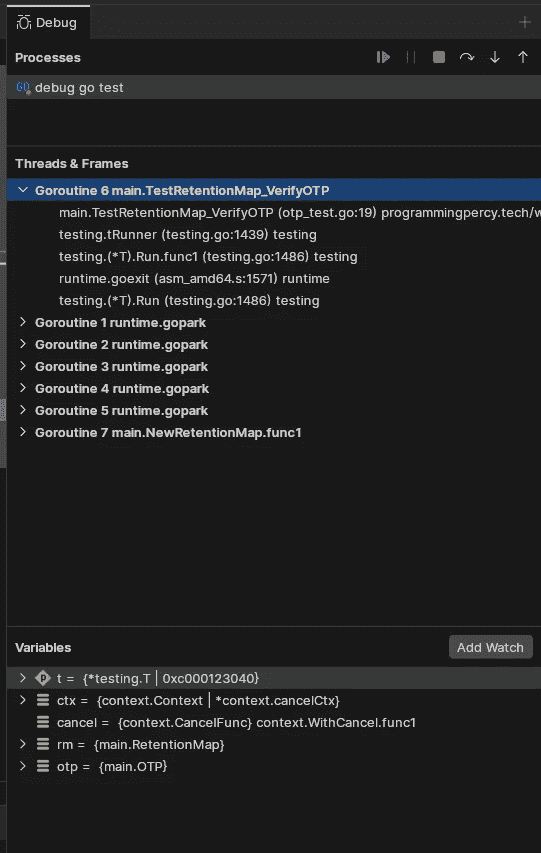 Debug
Processes
debug go test
Threads & Frames
Goroutine 6 main.TestRetentionMap_VerifyOTP
main.TestRetentionMap_VerifyOTP (otp_test.go:19) programmingpercy.tech/w
testing.tRunner (testing.go:1439) testing
testing.(*T).Run.func1 (testing.go:1486) testing
runtime.goexit (asm_amd64.s:1571) runtime
testing.(*T).Run (testing.go:1486) testing
Goroutine 1 runtime.gopark
Goroutine 2 runtime.gopark
Goroutine 3 runtime.gopark
Goroutine 4 runtime.gopark
Goroutine 5 runtime.gopark
Goroutine 7 main.NewRetentionMap.func1
Variables
Add Watch
t = {*testing.T | 0xc000123040}
ctx = {context.Context | *context.cancelCtx}
cancel = {context.CancelFunc} context.WithCancel.func1
rm = {main.RetentionMap}
otp = {main.OTP}